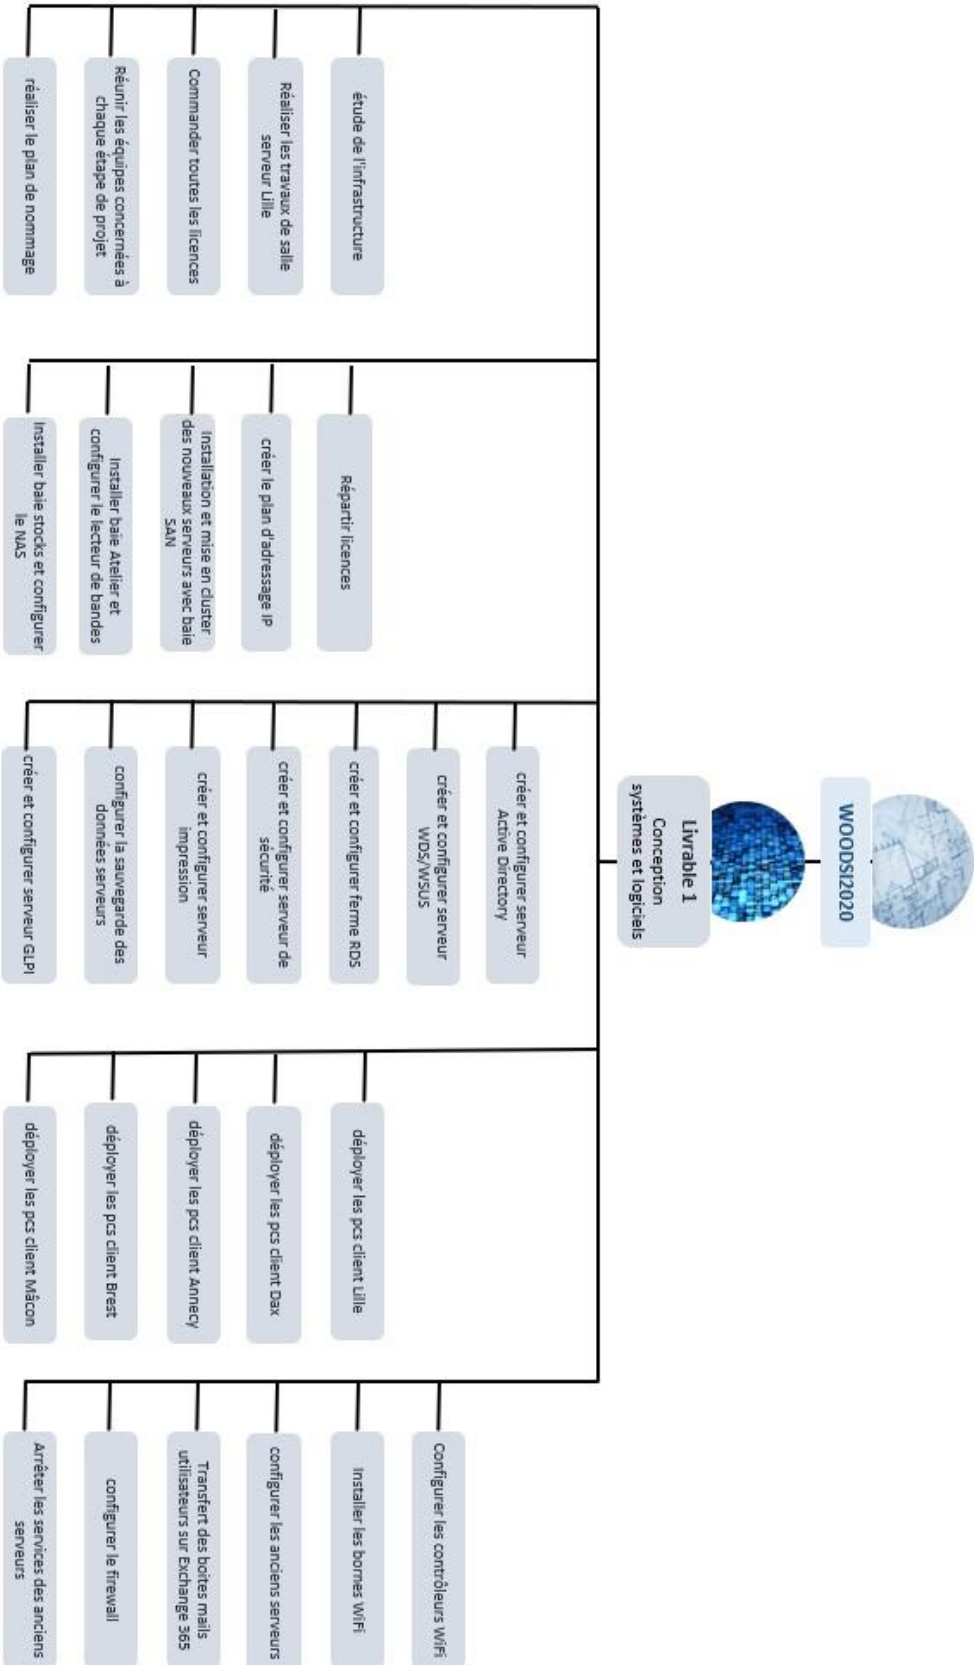 WOODSI2020
Livrable 1
Conception
systèmes et logiciels
étude de l'infrastructure
Réaliser les travaux de salle
serveur Lille
Commander toutes les licences
Réunir les équipes concernées à
chaque étape de projet
réaliser le plan de nommage
Répartir licences
créer le plan d'adressage IP
Installation et mise en cluster
des nouveaux serveurs avec baie
SAN
Installer baie Atelier et
configurer le lecteur de bandes
Installer baie stocks et configurer
le NAS
créer et configurer serveur
Active Directory
créer et configurer serveur
WDS/WSUS
créer et configurer ferme RDS
créer et configurer serveur de
sécurité
créer et configurer serveur
impression
configurer la sauvegarde des
données serveurs
créer et configurer serveur GLPI
déployer les pcs client Lille
déployer les pcs client Dax
déployer les pcs client Annecy
déployer les pcs client Brest
déployer les pcs client Mâcon
Configurer les contrôleurs WiFi
Installer les bornes WiFi
configurer les anciens serveurs
Transfert des boites mails
utilisateurs sur Exchange 365
configurer le firewall
Arrêter les services des anciens
serveurs